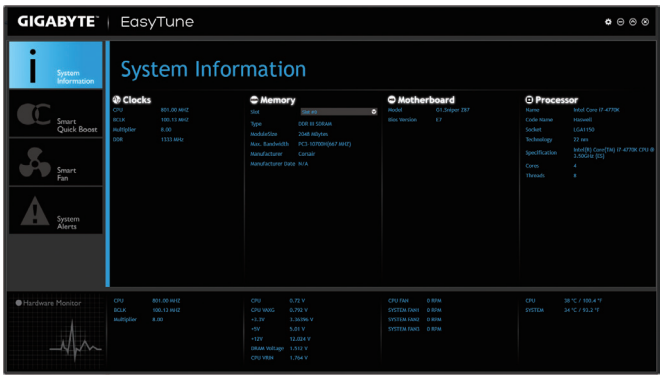 GIGABYTE™ | EasyTune
System
Information
Smart
Quick Boost
Smart
Fan
System
Alerts
System Information
Clocks
CPU 801.00 MHZ
BCLK 100.13 MHZ
Multiplier 8.00
DDR 1333 MHZ
Memory
Slot
Type DDR III SDRAM
ModuleSize 2048 MBytes
Max. Bandwidth PC3-10700H(667 MHZ)
Manufacturer Corsair
Manufacturer Date N/A
Motherboard
Model G1.Sniper Z87
Bios Version E7
Processor
Name Intel Core i7-4770K
Code Name Haswell
Socket LGA1150
Technology 22 nm
Specification Intel(R) Core(TM) i7-4770K CPU @
3.50GHz (ES)
Cores 4
Threads 8
Hardware Monitor
CPU 801.00 MHZ
BCLK 100.13 MHZ
Multiplier 8.00
CPU 0.72 V
CPU VAXG 0.792 V
+3.3V 3.36396 V
+5V 5.01 V
+12V 12.024 V
DRAM Voltage 1.512 V
CPU VRIN 1.764 V
CPU FAN 0 RPM
SYSTEM FAN1 0 RPM
SYSTEM FAN2 0 RPM
SYSTEM FAN3 0 RPM
CPU 38 °C / 100.4 °F
SYSTEM 34 °C / 93.2 °F